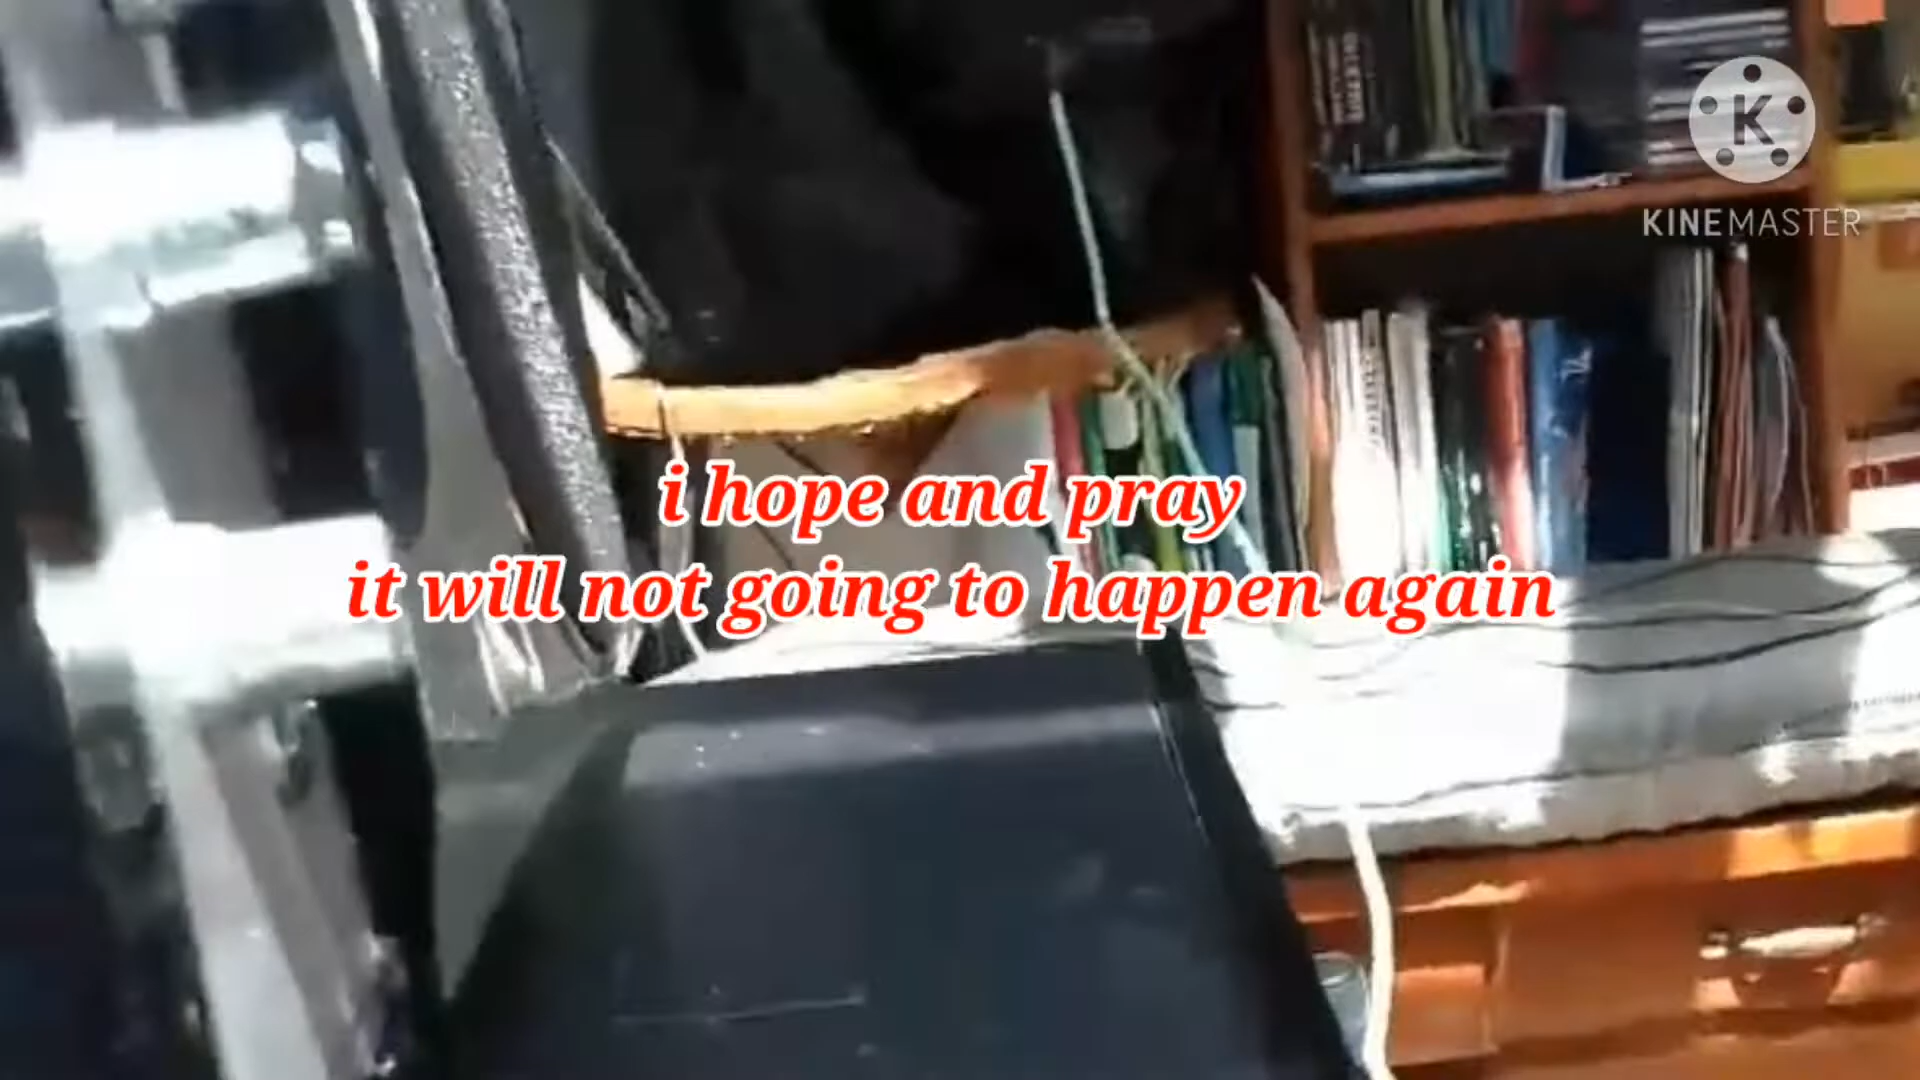 K
KINEMASTER
i hope and pray
it will not going to happen again